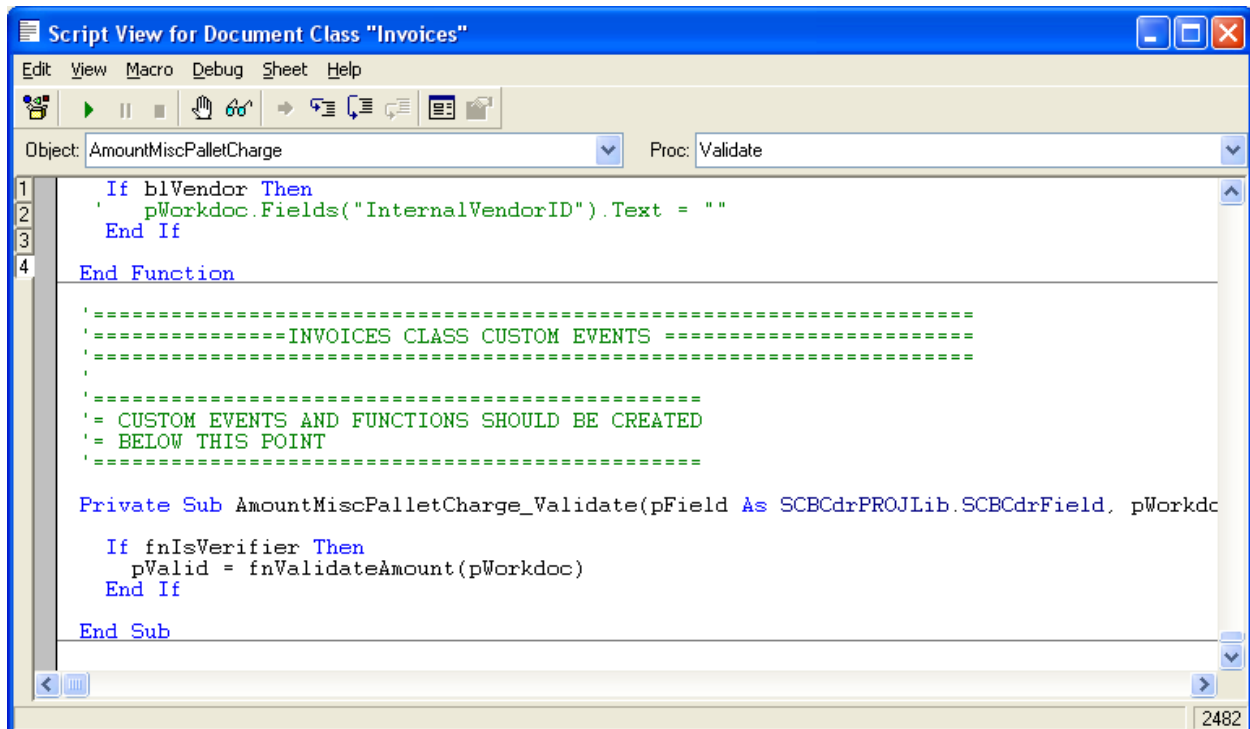 Script View for Document Class "Invoices"
Edit View Macro Debug Sheet Help
Object: AmountMiscPalletCharge Proc: Validate
1
2
3
4
If blVendor Then
' pWorkdoc.Fields("InternalVendorID").Text = ""
End If
End Function
'====================================================================
'===============INVOICES CLASS CUSTOM EVENTS ========================
'====================================================================
'
'===============================================
'= CUSTOM EVENTS AND FUNCTIONS SHOULD BE CREATED
'= BELOW THIS POINT
'===============================================
Private Sub AmountMiscPalletCharge_Validate(pField As SCBCdrPROJLib.SCBCdrField, pWorkdo
If fnIsVerifier Then
pValid = fnValidateAmount(pWorkdoc)
End If
End Sub
2482